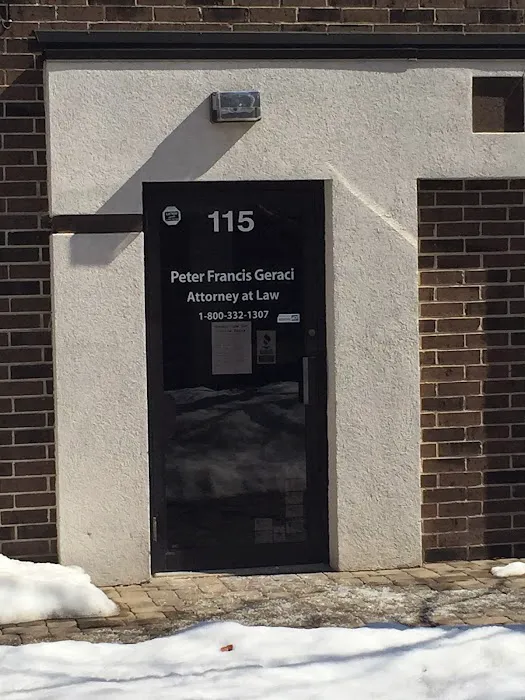 115
Peter Francis Geraci
Attorney at Law
1-800-332-1307